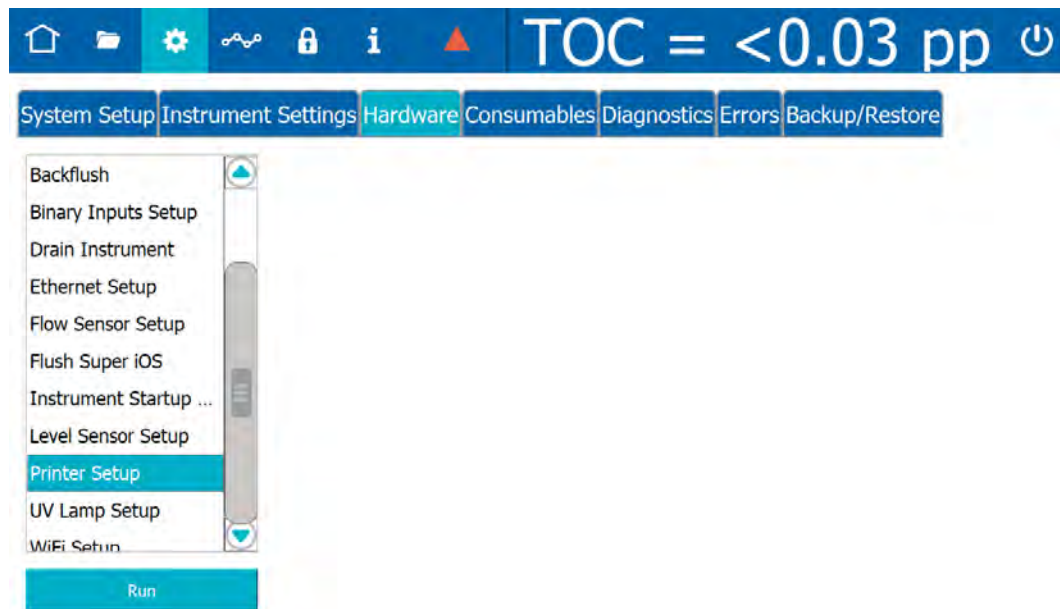 TOC = <0.03 pp
System Setup Instrument Settings Hardware Consumables Diagnostics Errors Backup/Restore
Backflush
Binary Inputs Setup
Drain Instrument
Ethernet Setup
Flow Sensor Setup
Flush Super iOS
Instrument Startup ...
Level Sensor Setup
Printer Setup
UV Lamp Setup
WiFi Setup
Run